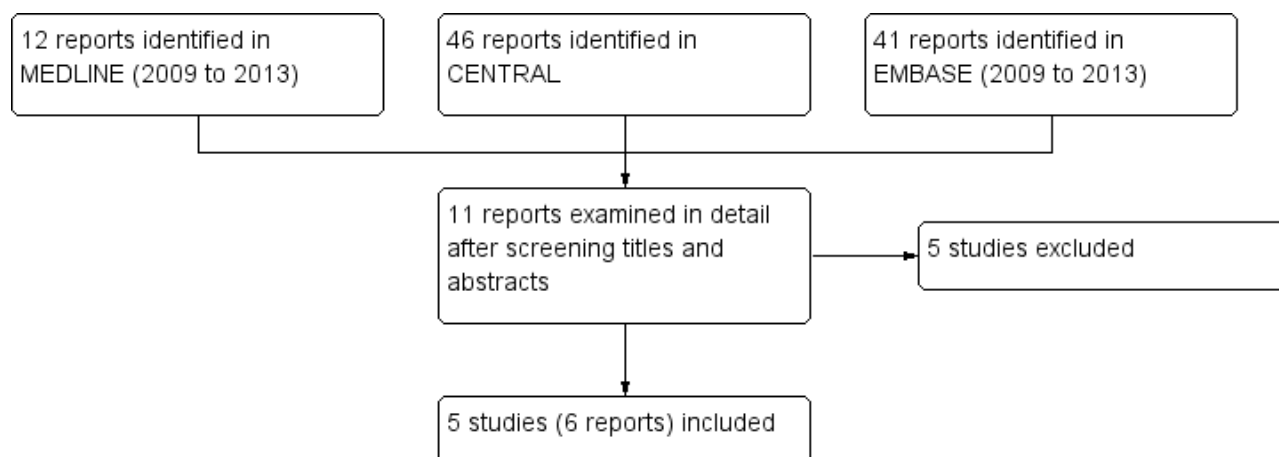 12 reports identified in
MEDLINE (2009 to 2013)
46 reports identified in
CENTRAL
41 reports identified in
EMBASE (2009 to 2013)
11 reports examined in detail
after screening titles and
abstracts
5 studies excluded
5 studies (6 reports) included